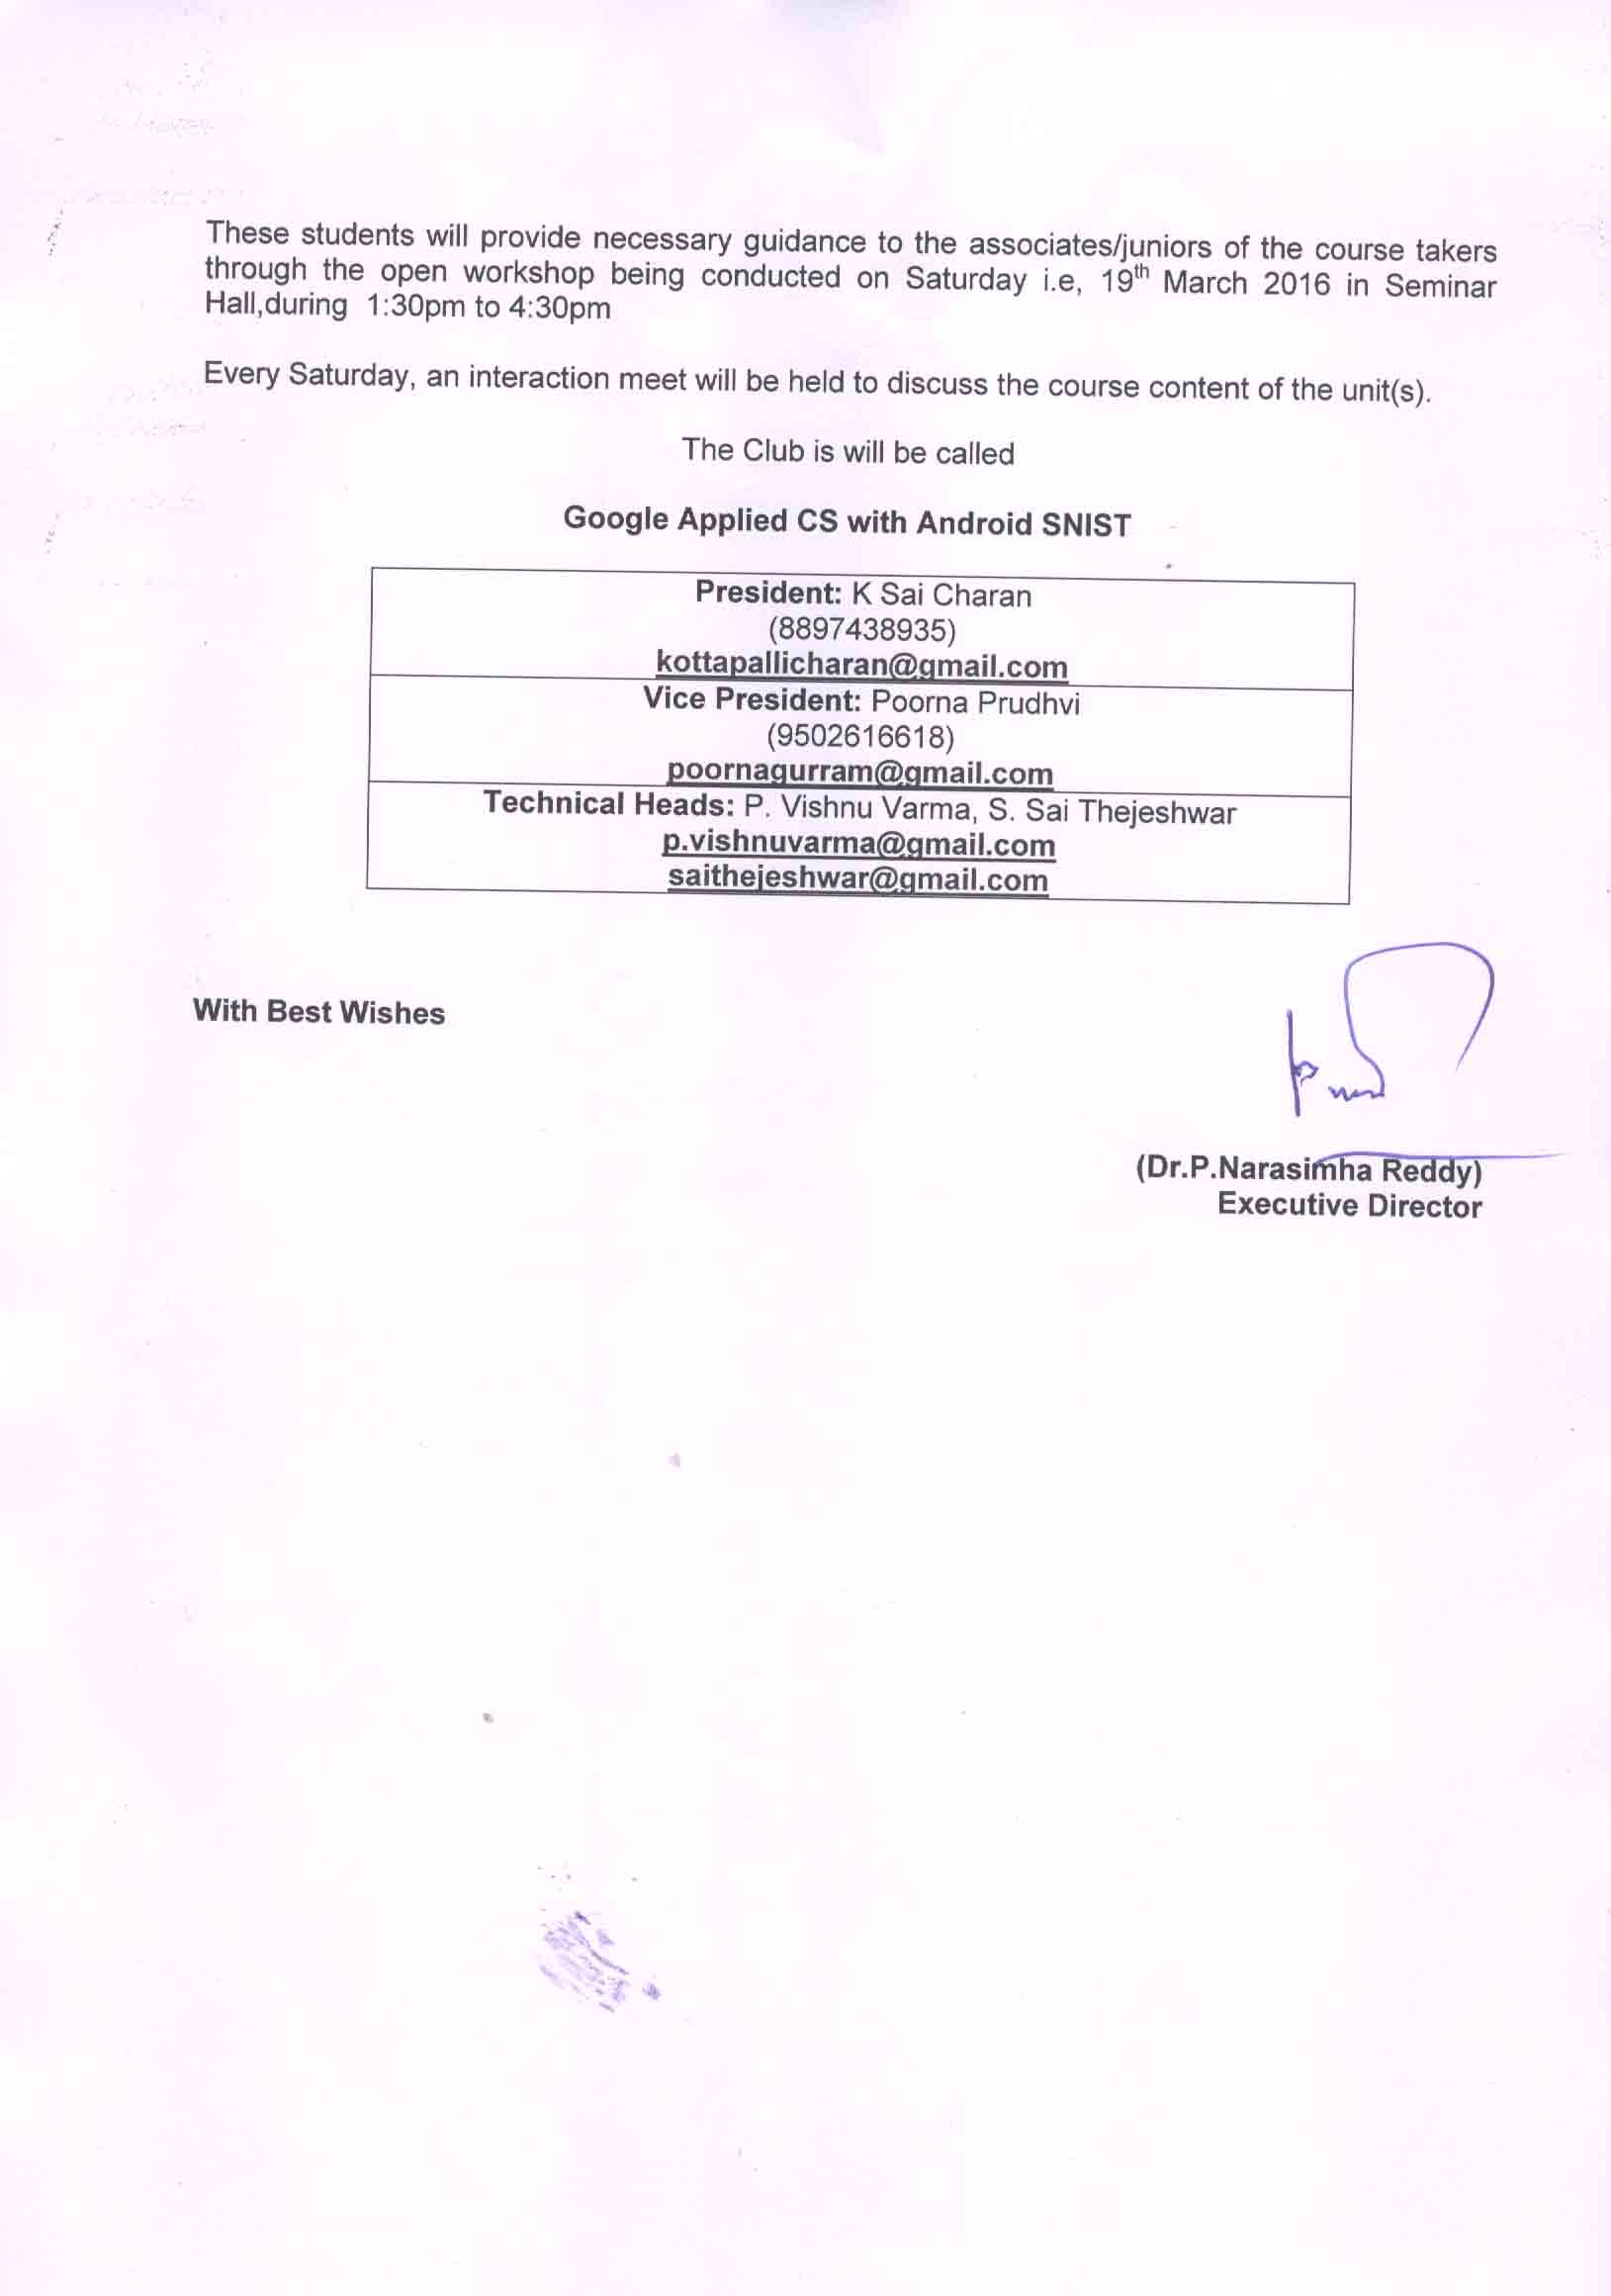 These students will provide necessary guidance to the associates/juniors of the course takers
through the open workshop being conducted on Saturday i.e, 19th March 2016 in Seminar
Hall,during 1:30pm to 4:30pm
Every Saturday, an interaction meet will be held to discuss the course content of the unit(s).
The Club is will be called
Google Applied CS with Android SNIST
President: K Sai Charan
(8897438935)
kottapallicharan@gmail.com
Vice President: Poorna Prudhvi
(9502616618)
poornagurram@gmail.com
Technical Heads: P. Vishnu Varma, S. Sai Thejeshwar
p.vishnuvarma@gmail.com
saithejeshwar@gmail.com
With Best Wishes
(Dr.P.Narasimha Reddy)
Executive Director